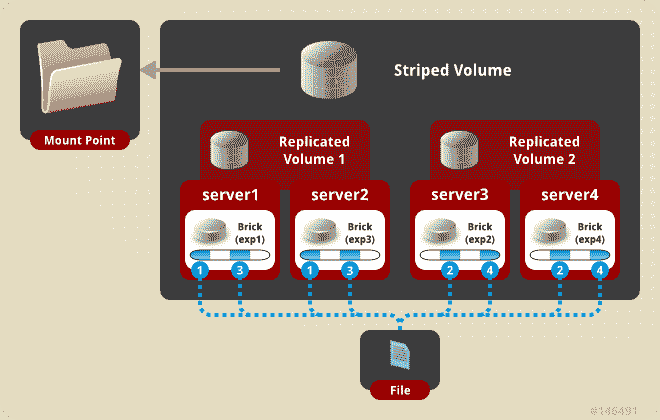 Striped Volume
Mount Point
Replicated
Volume 1
Replicated
Volume 2
server1
server2
server3
server4
Brick
(exp1)
Brick
(exp3)
Brick
(exp2)
Brick
(exp4)
1
3
1
3
2
4
2
4
File
#146491